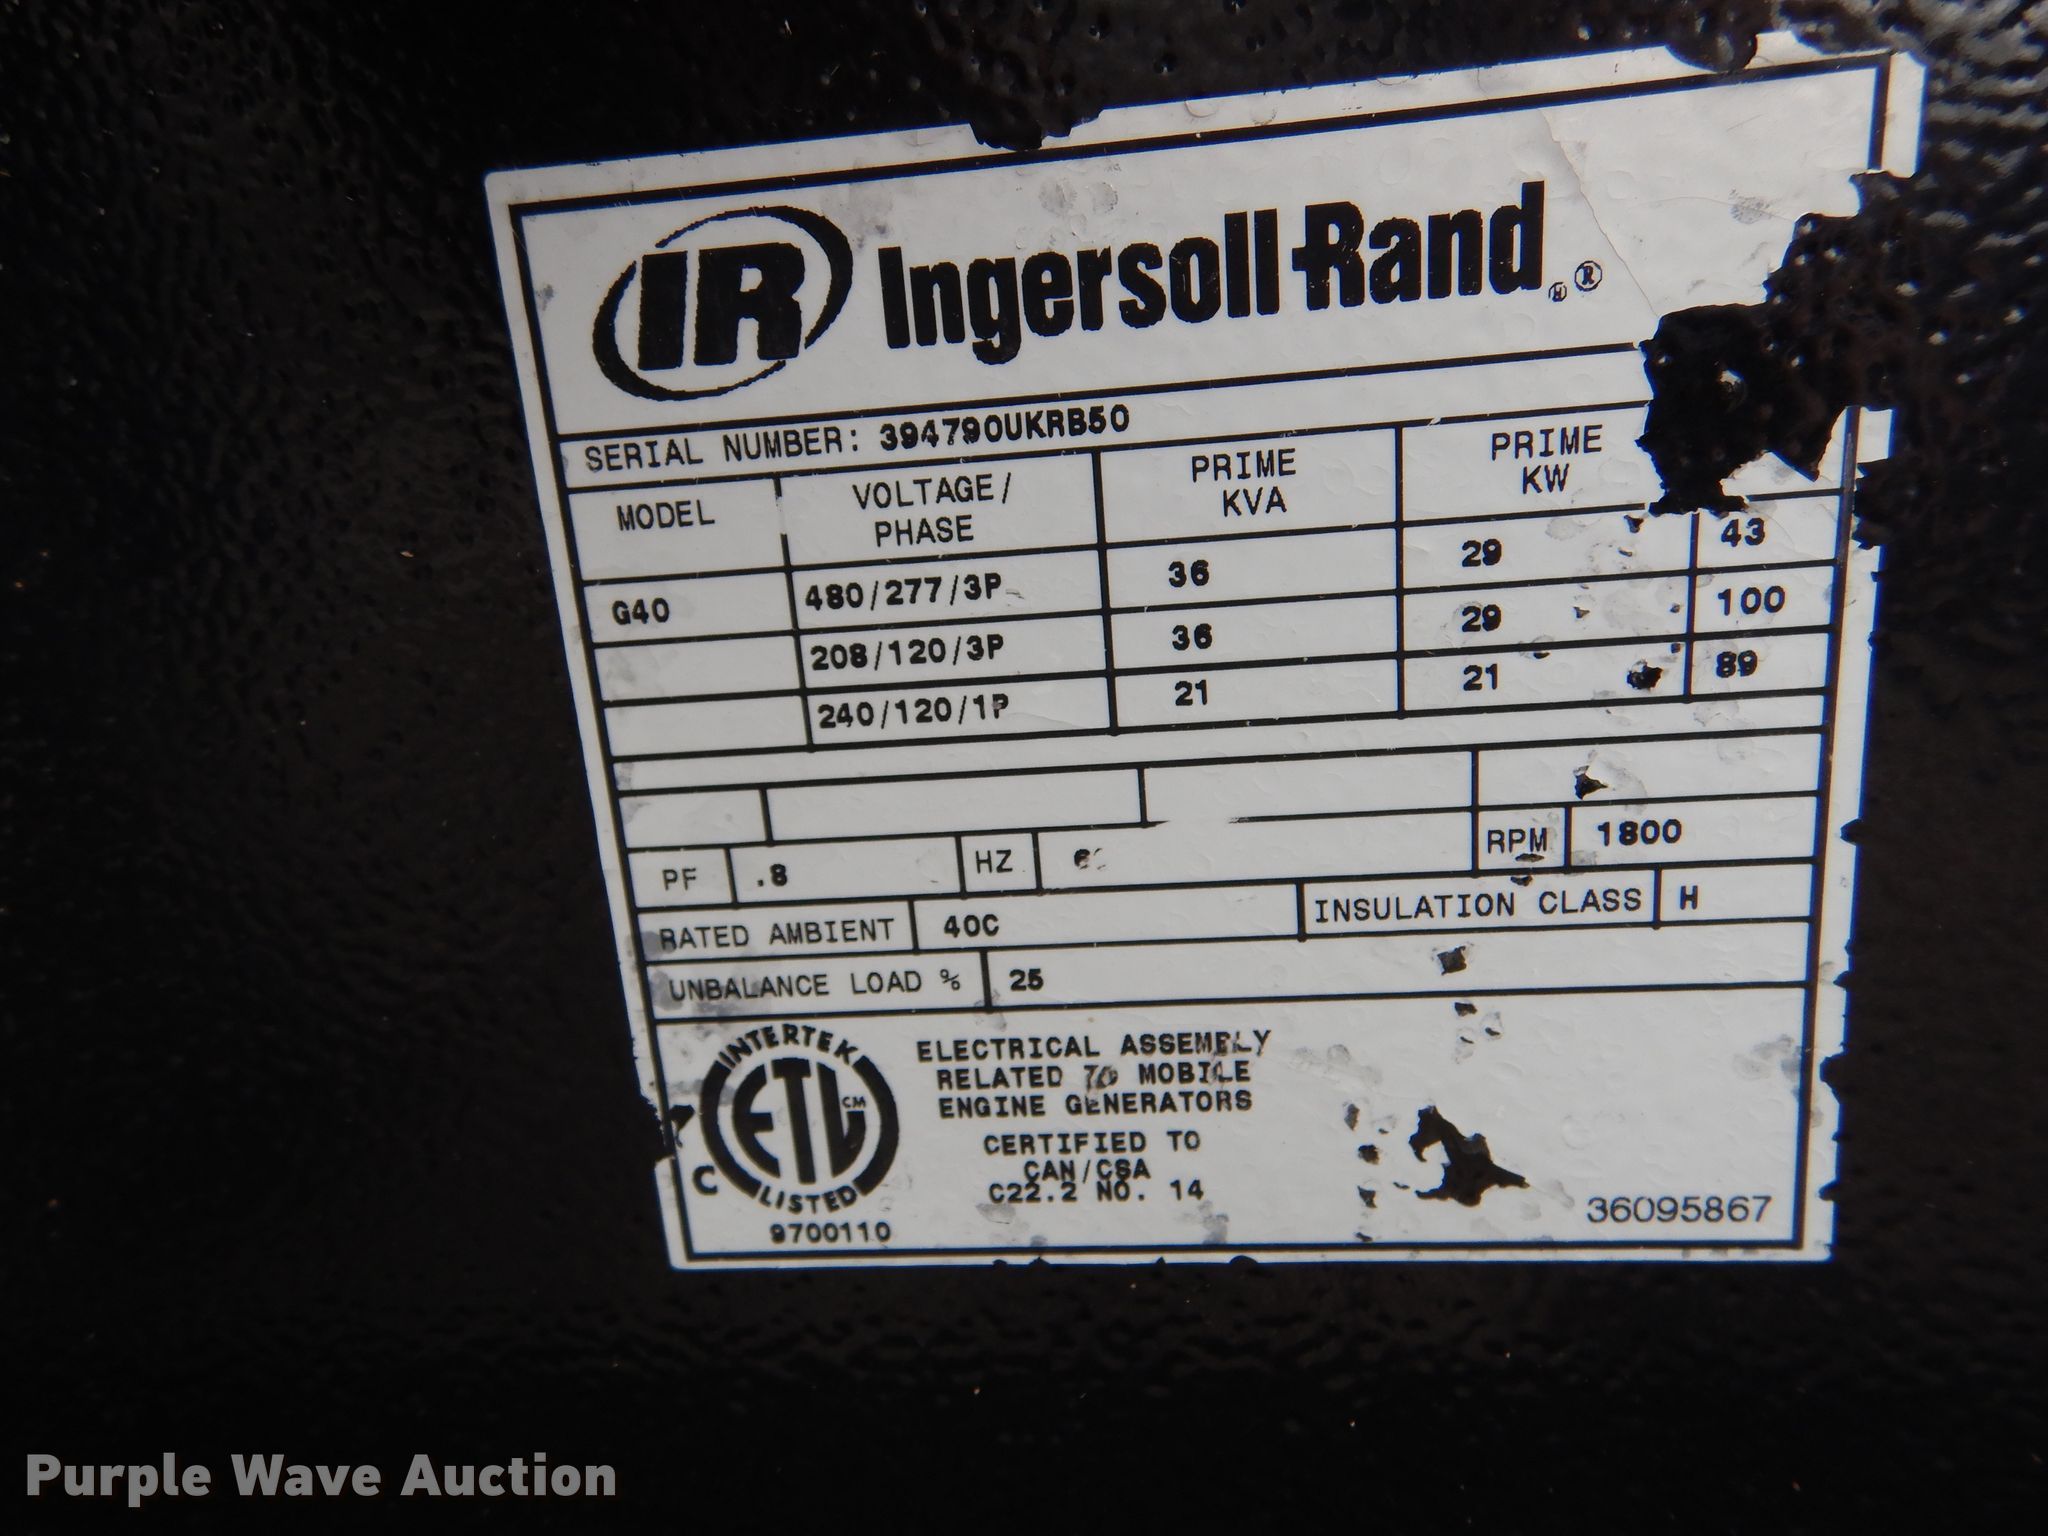 IR Ingersoll-Rand ®
SERIAL NUMBER: 394790UKRB50
MODEL VOLTAGE/ PHASE PRIME KVA PRIME KW
G40 480/277/3P 36 29 43
208/120/3P 36 29 100
240/120/1P 21 21 89
PF .8 HZ RPM 1800
RATED AMBIENT 40C INSULATION CLASS H
UNBALANCE LOAD % 25
INTERTEK
ETL CM
LISTED
C
9700110
ELECTRICAL ASSEMBLY
RELATED TO MOBILE
ENGINE GENERATORS
CERTIFIED TO
CAN/CSA
C22.2 NO. 14
36095867
Purple Wave Auction